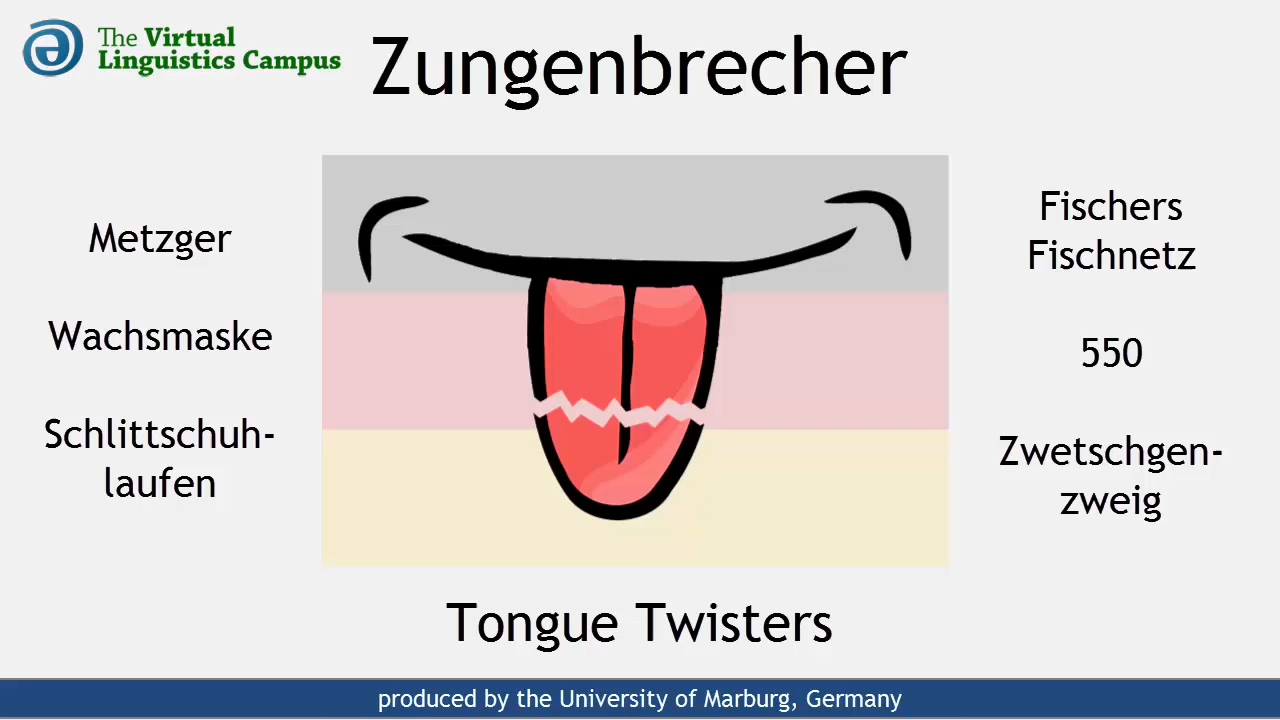 The Virtual
Linguistics Campus
Zungenbrecher
Metzger
Wachsmaske
Schlittschuh-
laufen
Fischers
Fischnetz
550
Zwetschgen-
zweig
Tongue Twisters
produced by the University of Marburg, Germany